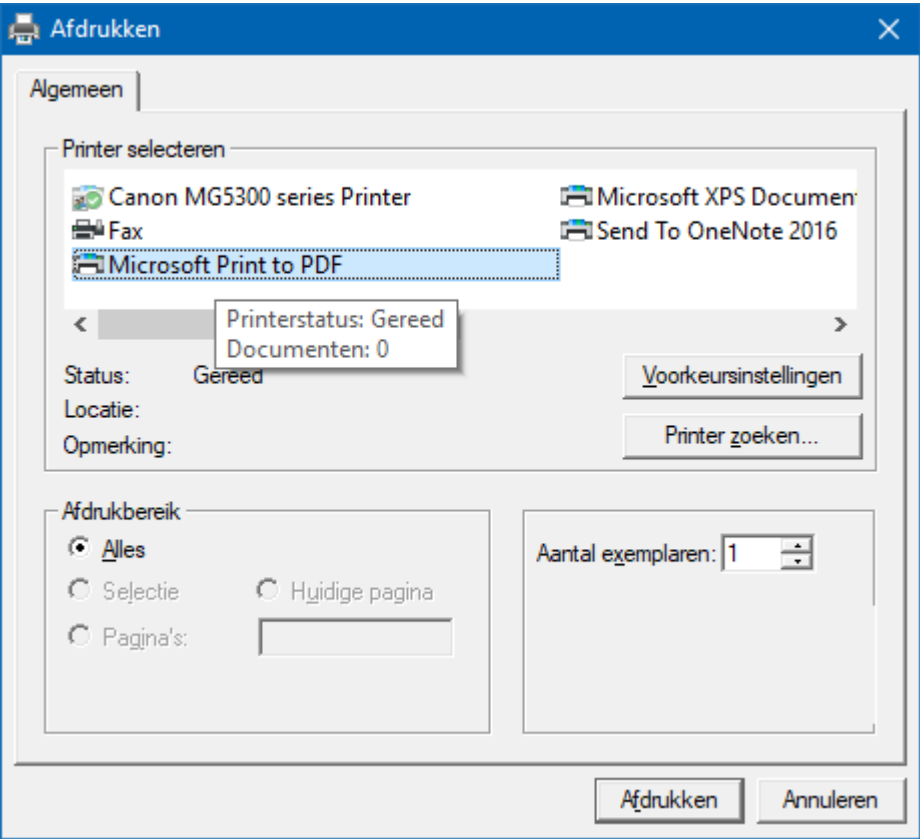 Afdrukken
Algemeen
Printer selecteren
Canon MG5300 series Printer
Microsoft XPS Documen
Fax
Send To OneNote 2016
Microsoft Print to PDF
Printerstatus: Gereed
Documenten: 0
Status: Gereed
Voorkeursinstellingen
Locatie:
Printer zoeken...
Opmerking:
Afdrukbereik
Alles
Aantal exemplaren: 1
Selectie
Huidige pagina
Pagina's:
Afdrukken
Annuleren